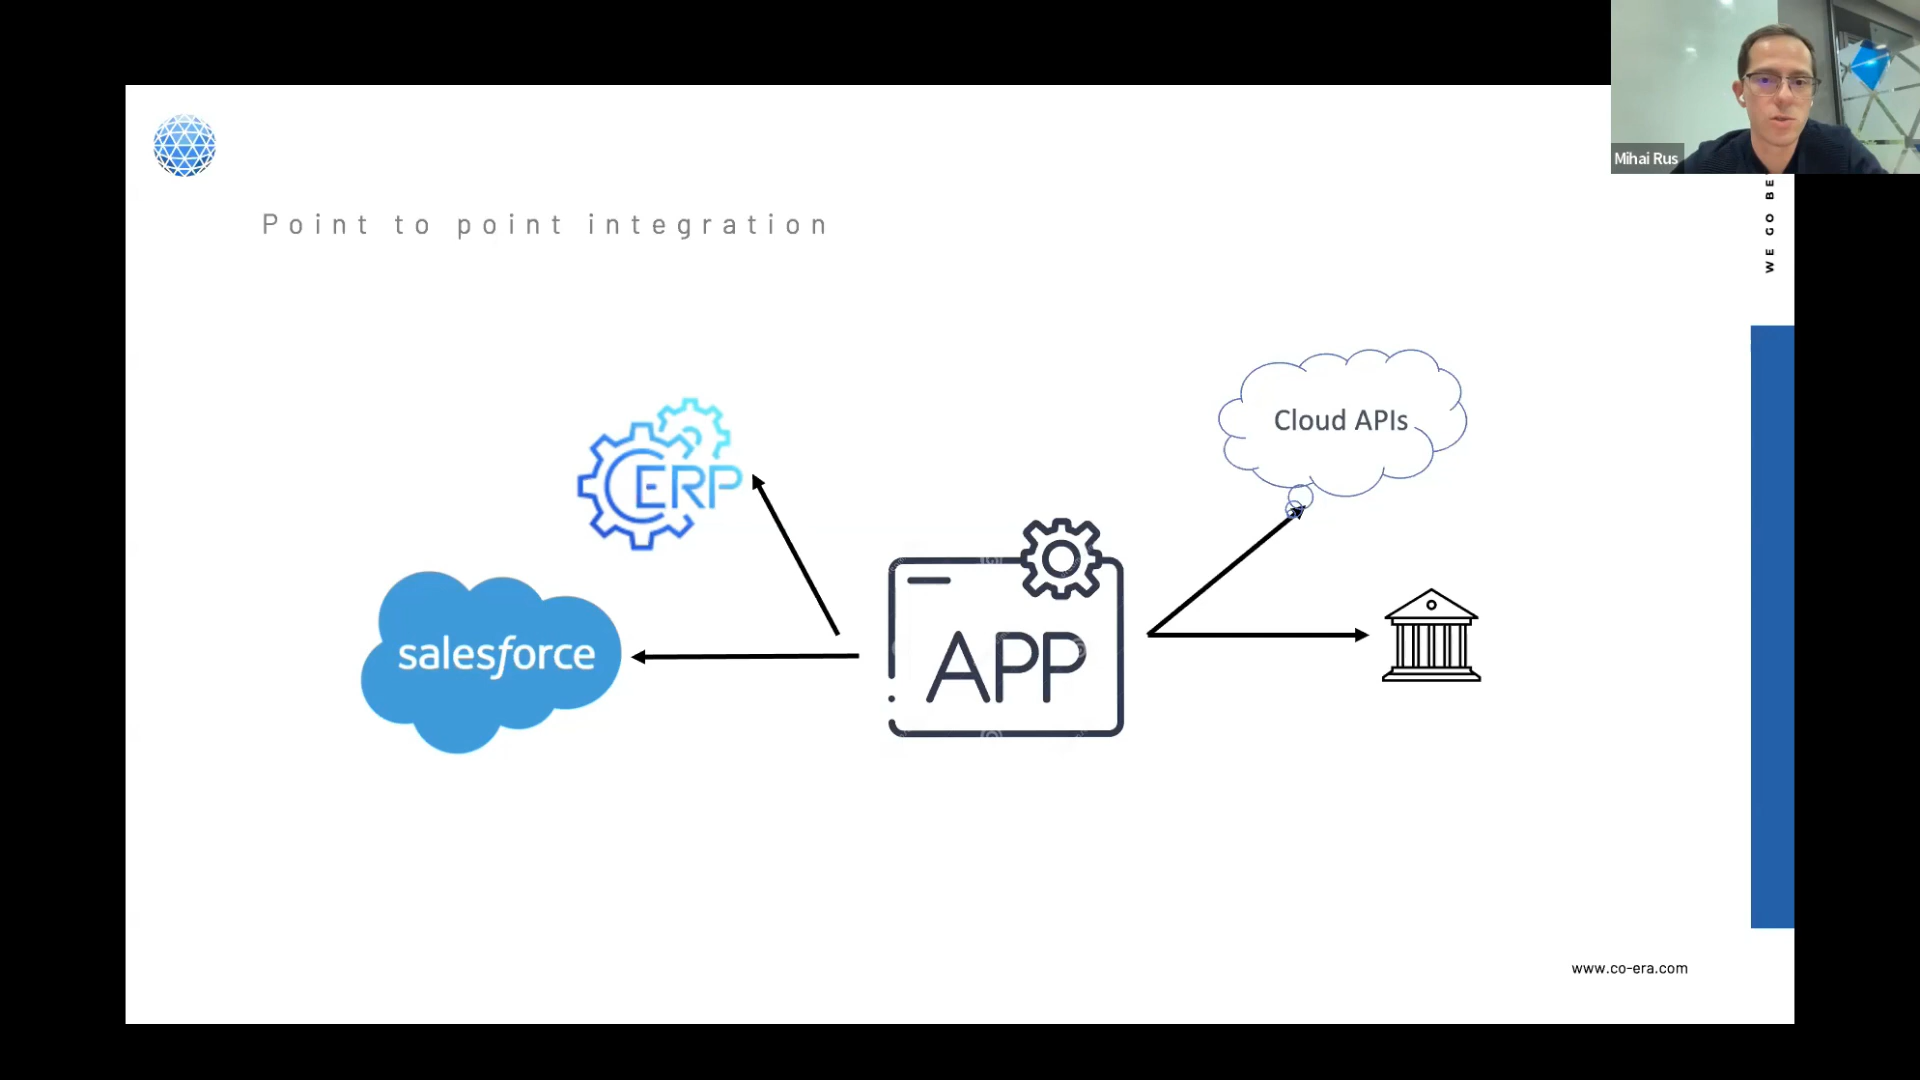 Mihai Rus
WE GO BE
Point to point integration
Cloud APIs
ERP
salesforce
APP
www.co-era.com